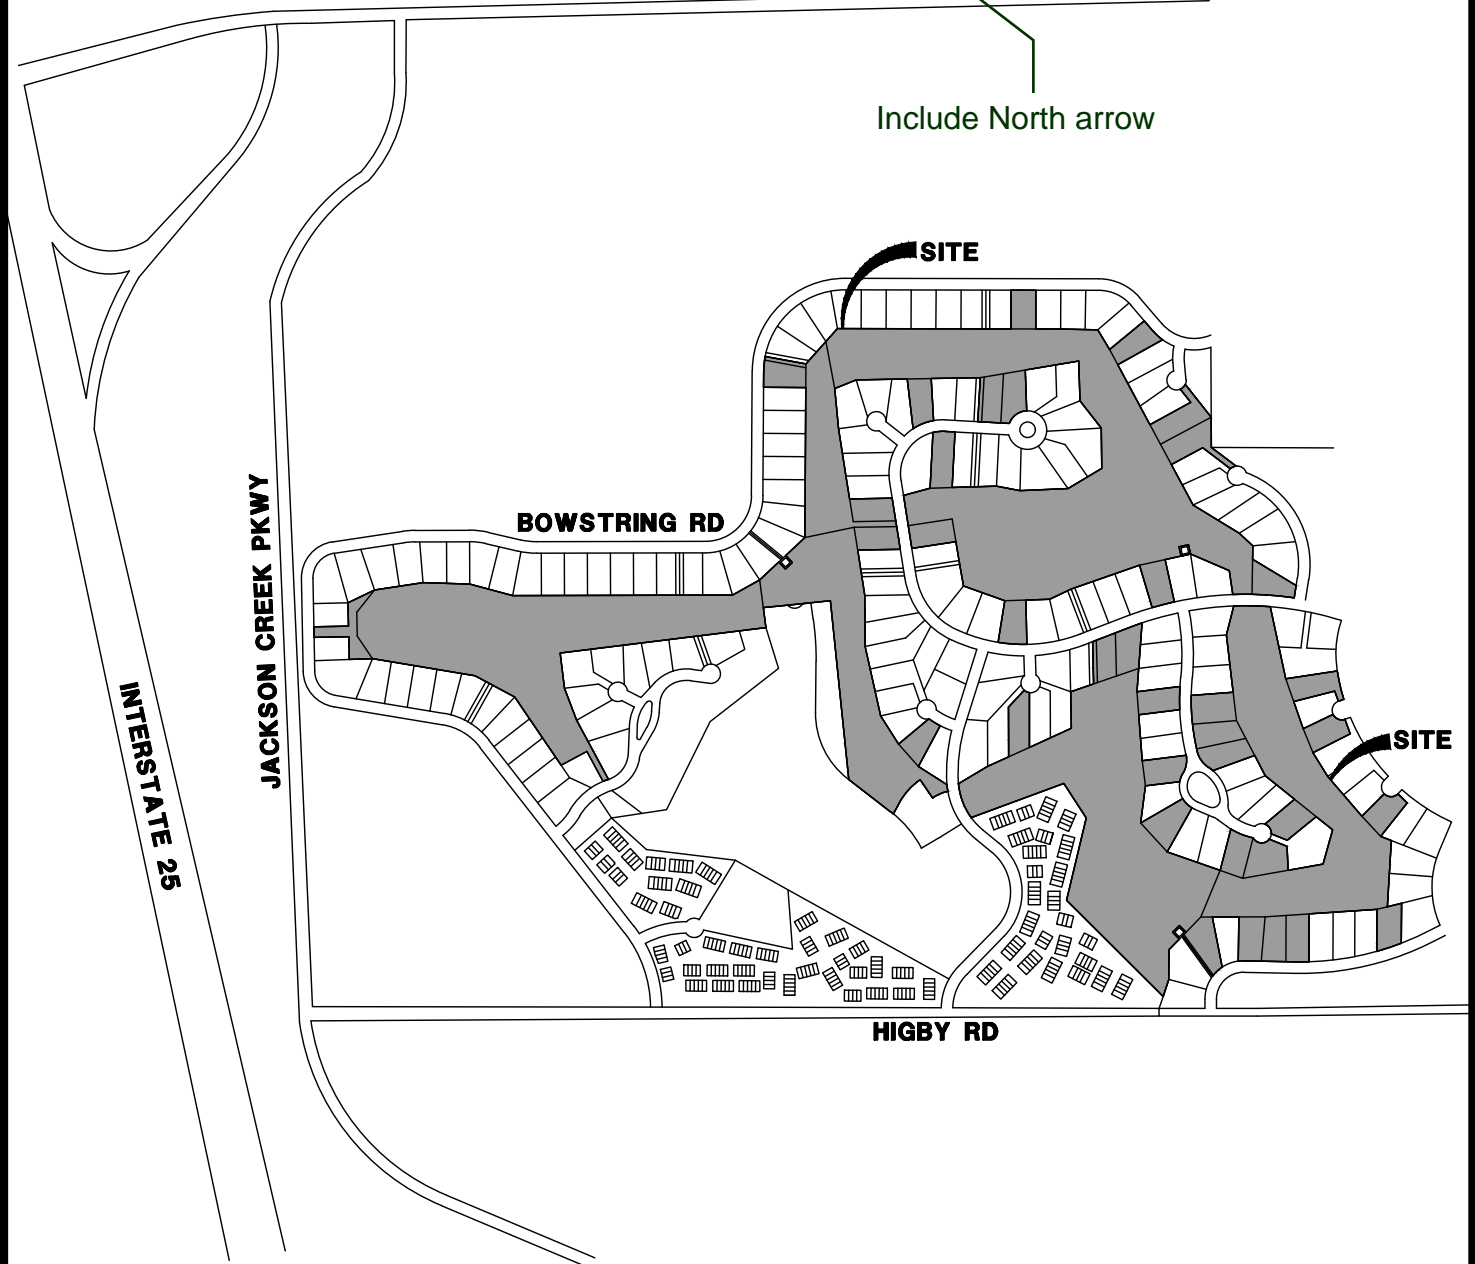 Include North arrow
SITE
BOWSTRING RD
JACKSON CREEK PKWY
INTERSTATE 25
SITE
HIGBY RD